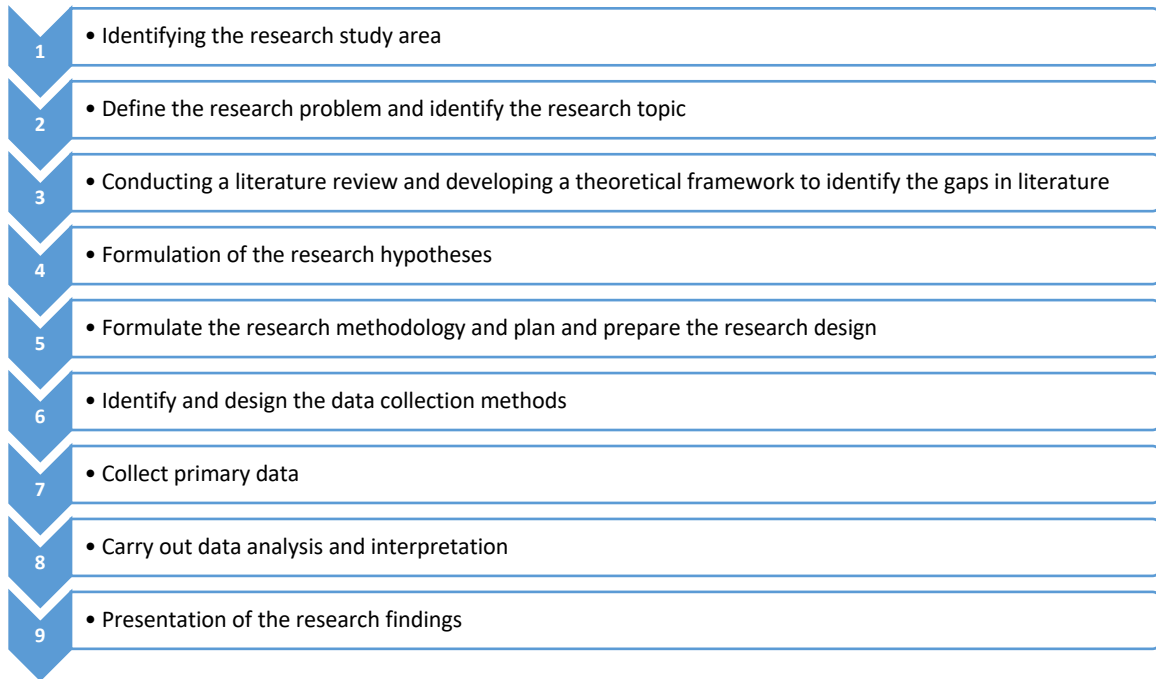 1
• Identifying the research study area
2
• Define the research problem and identify the research topic
3
• Conducting a literature review and developing a theoretical framework to identify the gaps in literature
4
• Formulation of the research hypotheses
5
• Formulate the research methodology and plan and prepare the research design
6
• Identify and design the data collection methods
7
• Collect primary data
8
• Carry out data analysis and interpretation
9
• Presentation of the research findings